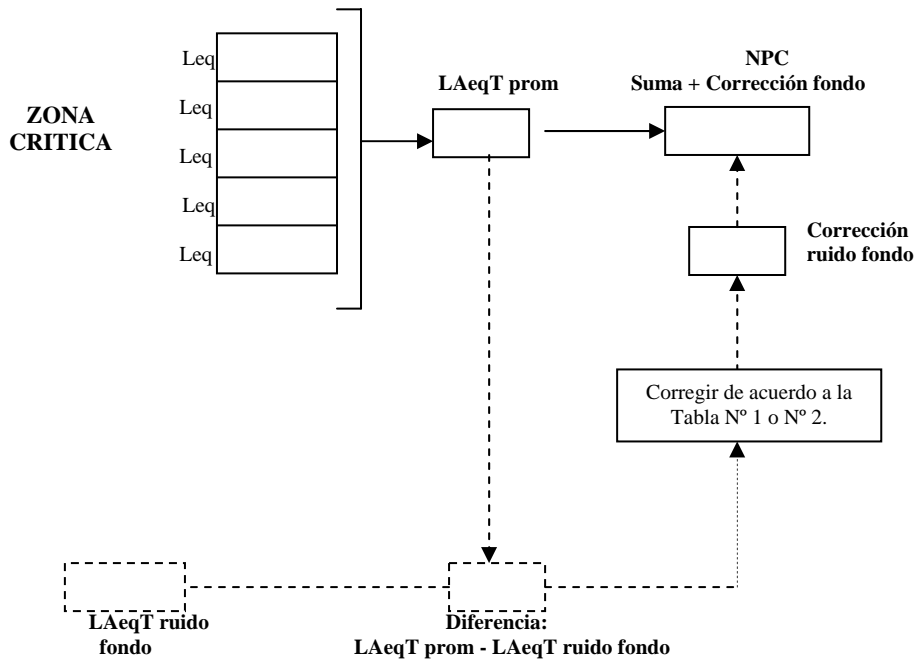 NPC
Suma + Corrección fondo
LAeqT prom
Leq
Leq
Leq
Leq
Leq
ZONA
CRITICA
Corrección
ruido fondo
Corregir de acuerdo a la
Tabla Nº 1 o Nº 2.
LAeqT ruido
fondo
Diferencia:
LAeqT prom - LAeqT ruido fondo